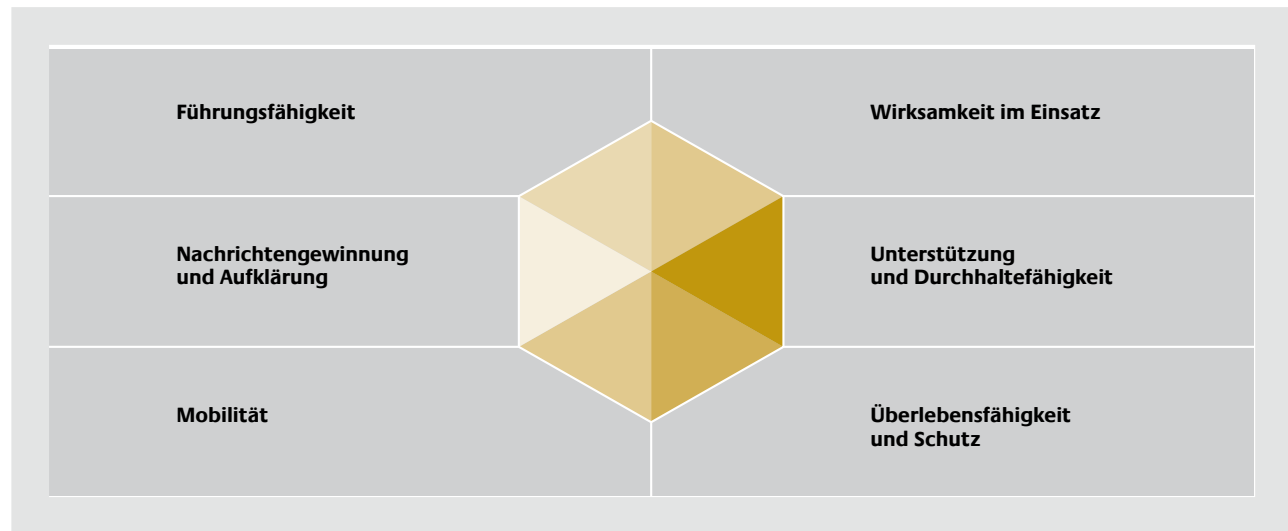 Führungsfähigkeit
Wirksamkeit im Einsatz
Nachrichtengewinnung
und Aufklärung
Unterstützung
und Durchhaltefähigkeit
Mobilität
Überlebensfähigkeit
und Schutz